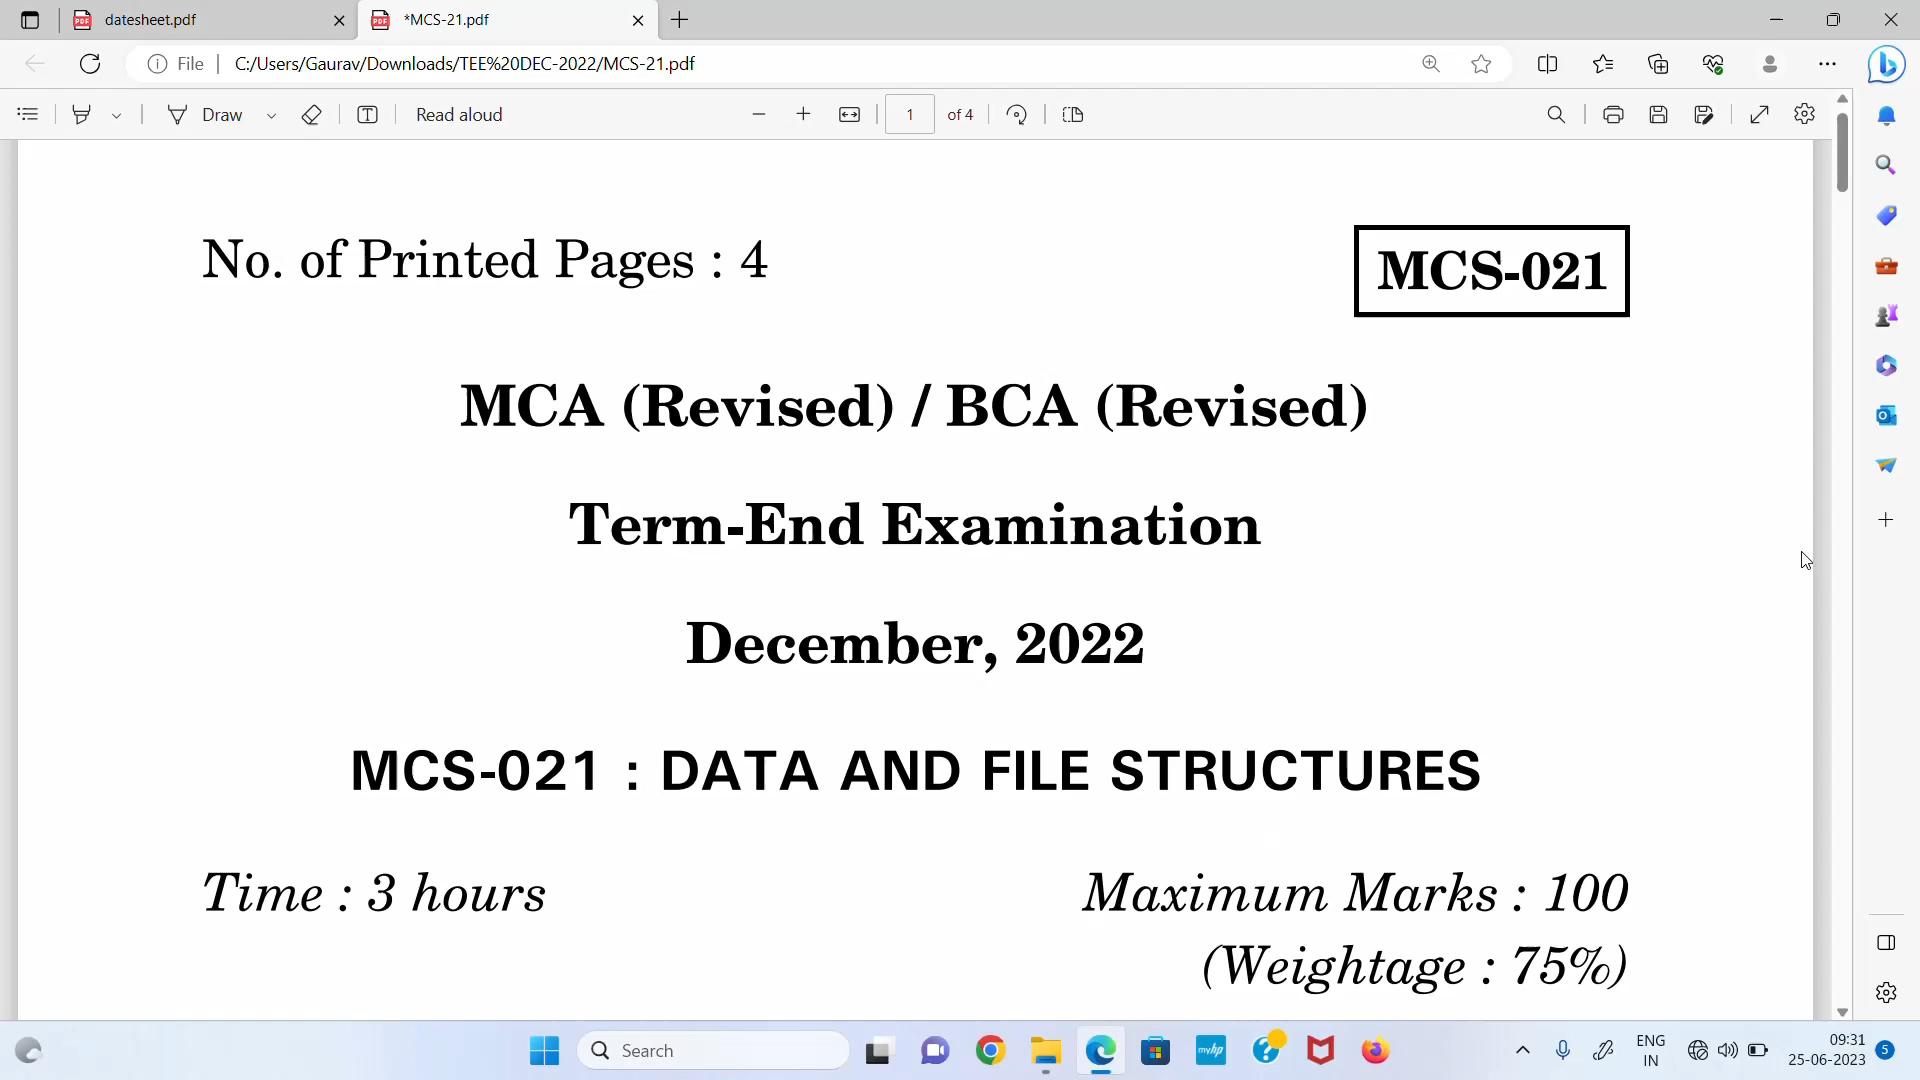 datesheet.pdf
*MCS-21.pdf
File
C:/Users/Gaurav/Downloads/TEE%20DEC-2022/MCS-21.pdf
Draw
Read aloud
1
of 4
No. of Printed Pages : 4
MCS-021
MCA (Revised) / BCA (Revised)
Term-End Examination
December, 2022
MCS-021 : DATA AND FILE STRUCTURES
Time : 3 hours
Maximum Marks : 100
(Weightage : 75%)
Search
myhp
ENG
IN
09:31
25-06-2023
5